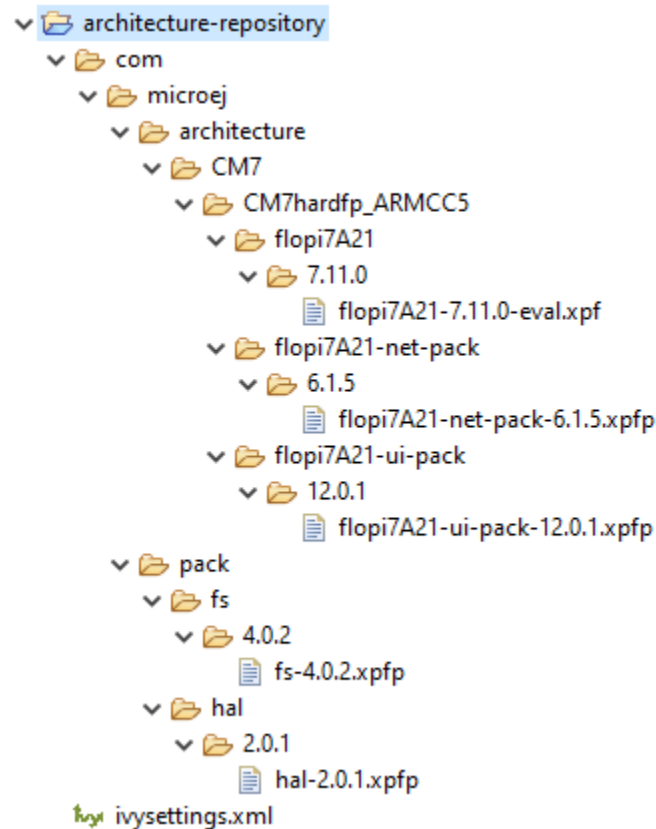 architecture-repository
com
microej
architecture
CM7
CM7hardfp_ARMCC5
flopi7A21
7.11.0
flopi7A21-7.11.0-eval.xpf
flopi7A21-net-pack
6.1.5
flopi7A21-net-pack-6.1.5.xpfp
flopi7A21-ui-pack
12.0.1
flopi7A21-ui-pack-12.0.1.xpfp
pack
fs
4.0.2
fs-4.0.2.xpfp
hal
2.0.1
hal-2.0.1.xpfp
ivy ivysettings.xml